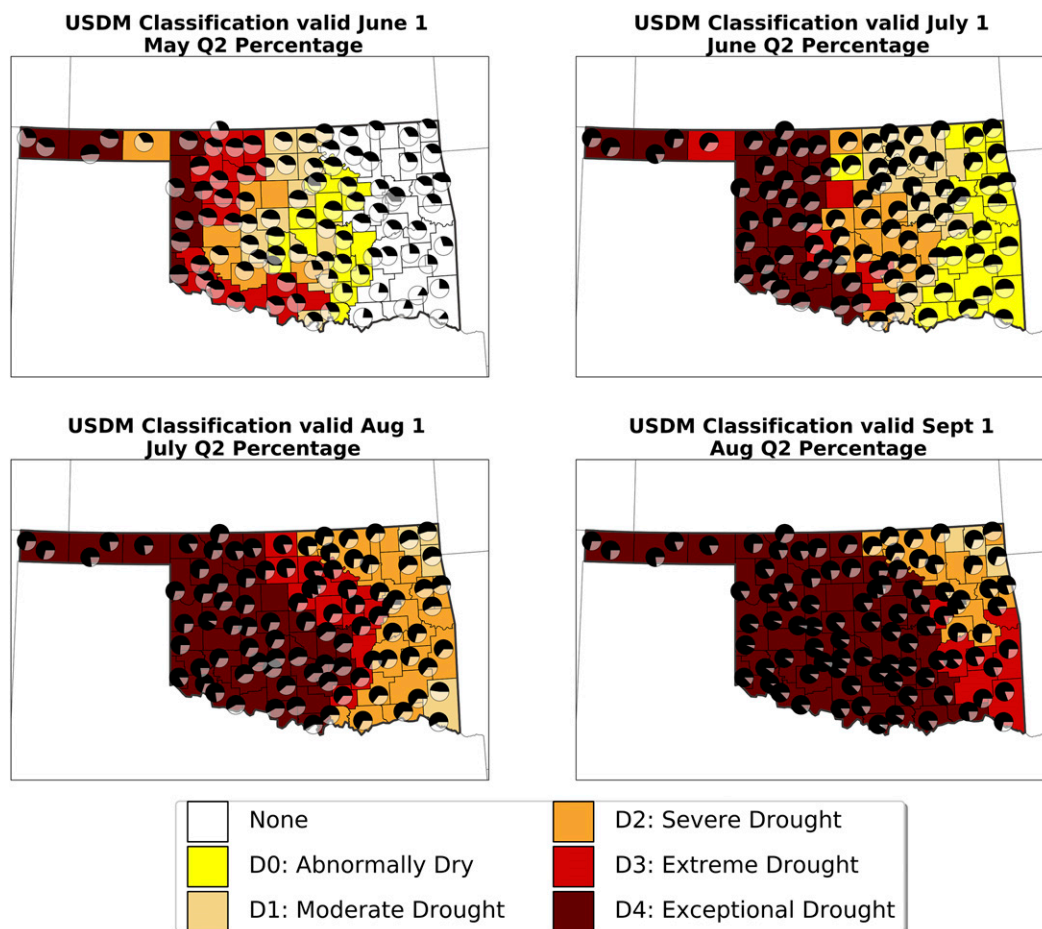 USDM Classification valid June 1
May Q2 Percentage
USDM Classification valid July 1
June Q2 Percentage
USDM Classification valid Aug 1
July Q2 Percentage
USDM Classification valid Sept 1
Aug Q2 Percentage
None
D0: Abnormally Dry
D1: Moderate Drought
D2: Severe Drought
D3: Extreme Drought
D4: Exceptional Drought